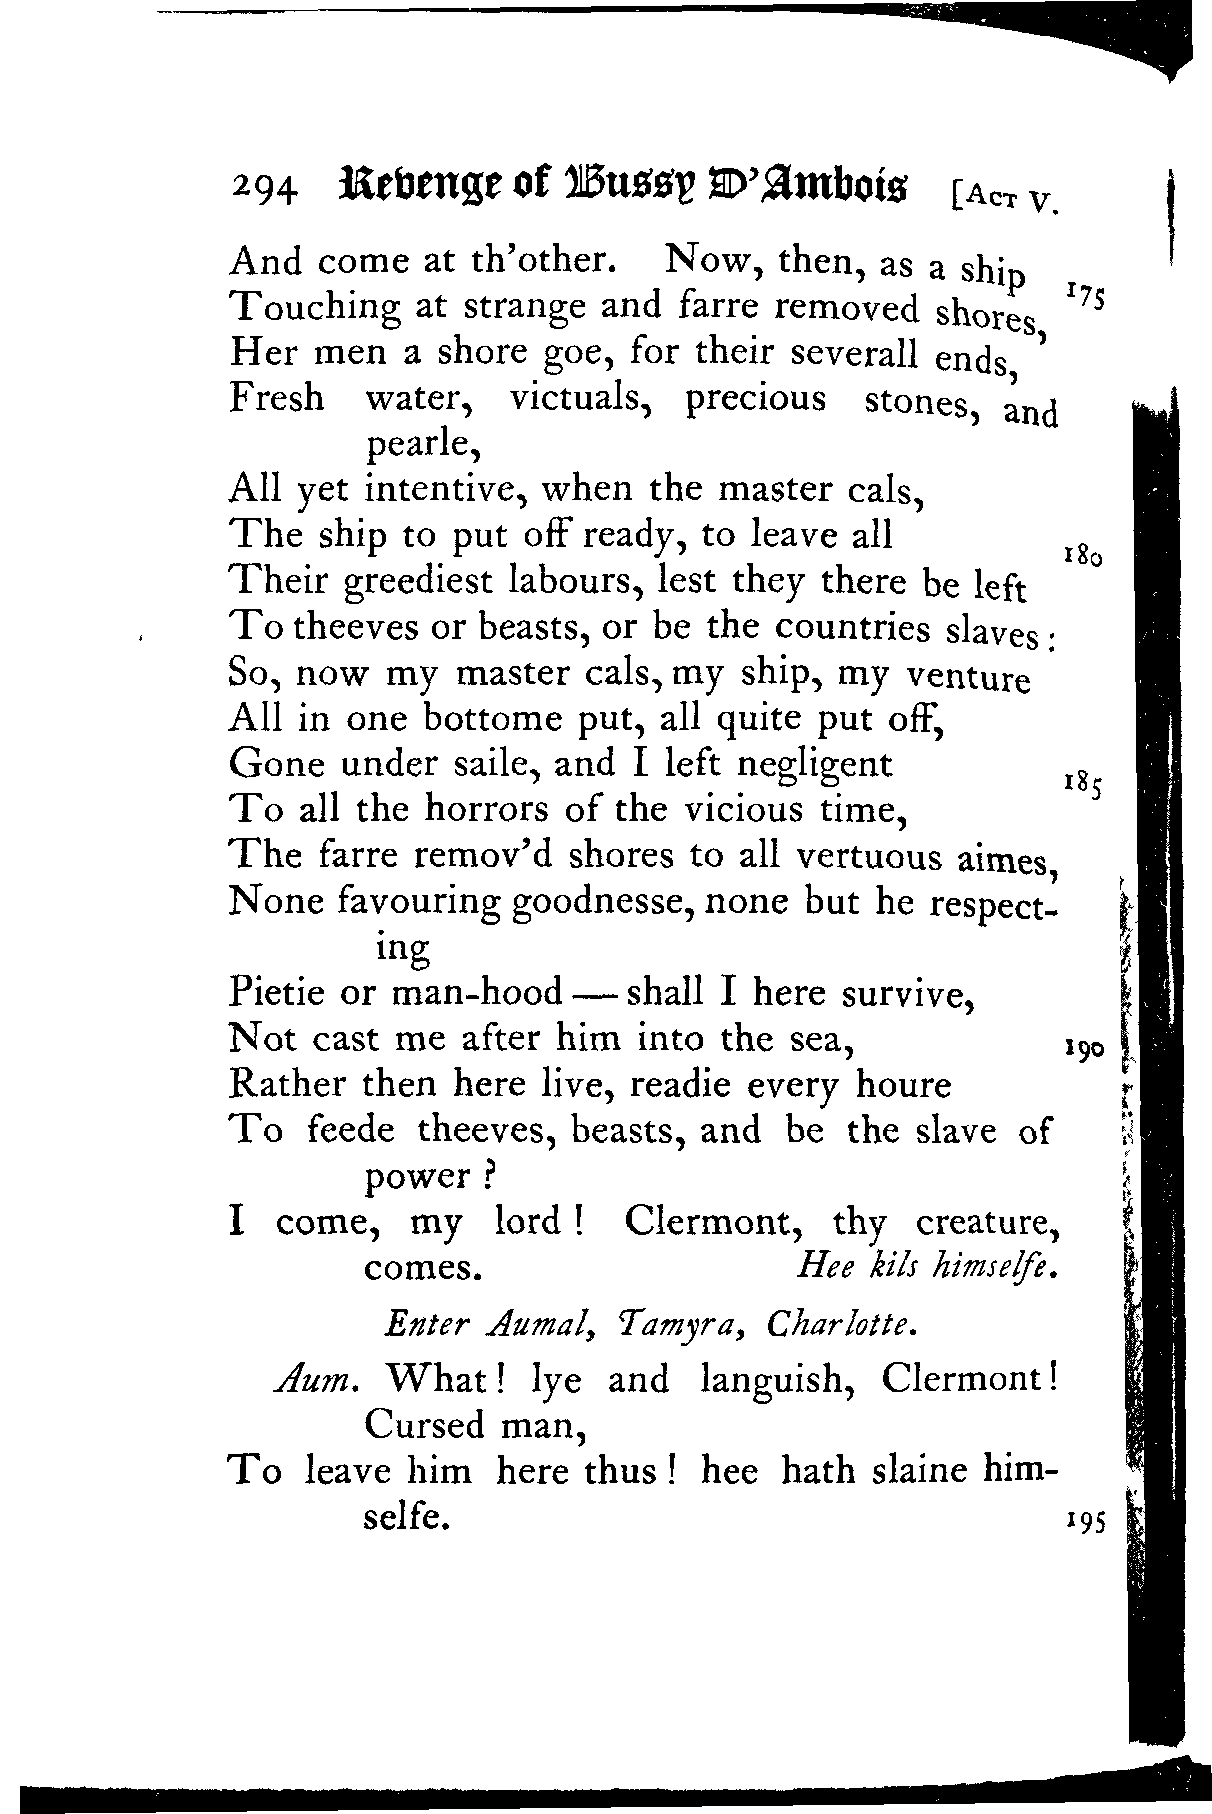 294 Revenge of Bussy D'Ambois [Act V.
And come at th'other. Now, then, as a ship
Touching at strange and farre removed shores, 175
Her men a shore goe, for their severall ends,
Fresh water, victuals, precious stones, and
pearle,
All yet intentive, when the master cals,
The ship to put off ready, to leave all 180
Their greediest labours, lest they there be left
To theeves or beasts, or be the countries slaves:
So, now my master cals, my ship, my venture
All in one bottome put, all quite put off,
Gone under saile, and I left negligent 185
To all the horrors of the vicious time,
The farre remov'd shores to all vertuous aimes,
None favouring goodnesse, none but he respect-
ing
Pietie or man-hood — shall I here survive,
Not cast me after him into the sea, 190
Rather then here live, readie every houre
To feede theeves, beasts, and be the slave of
power?
I come, my lord! Clermont, thy creature,
comes. Hee kils himselfe.
Enter Aumal, Tamyra, Charlotte.
Aum. What! lye and languish, Clermont!
Cursed man,
To leave him here thus! hee hath slaine him-
selfe. 195